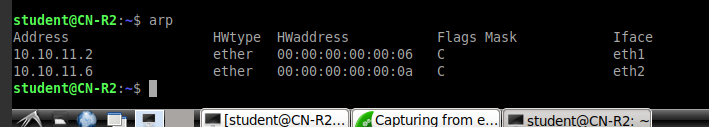 student@CN-R2:~$ arp
Address HWtype HWaddress Flags Mask Iface
10.10.11.2 ether 00:00:00:00:00:06 C eth1
10.10.11.6 ether 00:00:00:00:00:0a C eth2
student@CN-R2:~$
[student@CN-R2... Capturing from e... student@CN-R2: ~